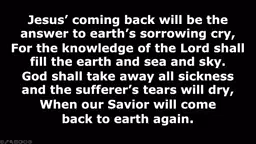 Jesus’ coming back will be the
answer to earth’s sorrowing cry,
For the knowledge of the Lord shall
fill the earth and sea and sky.
God shall take away all sickness
and the sufferer’s tears will dry,
When our Savior will come
back to earth again.